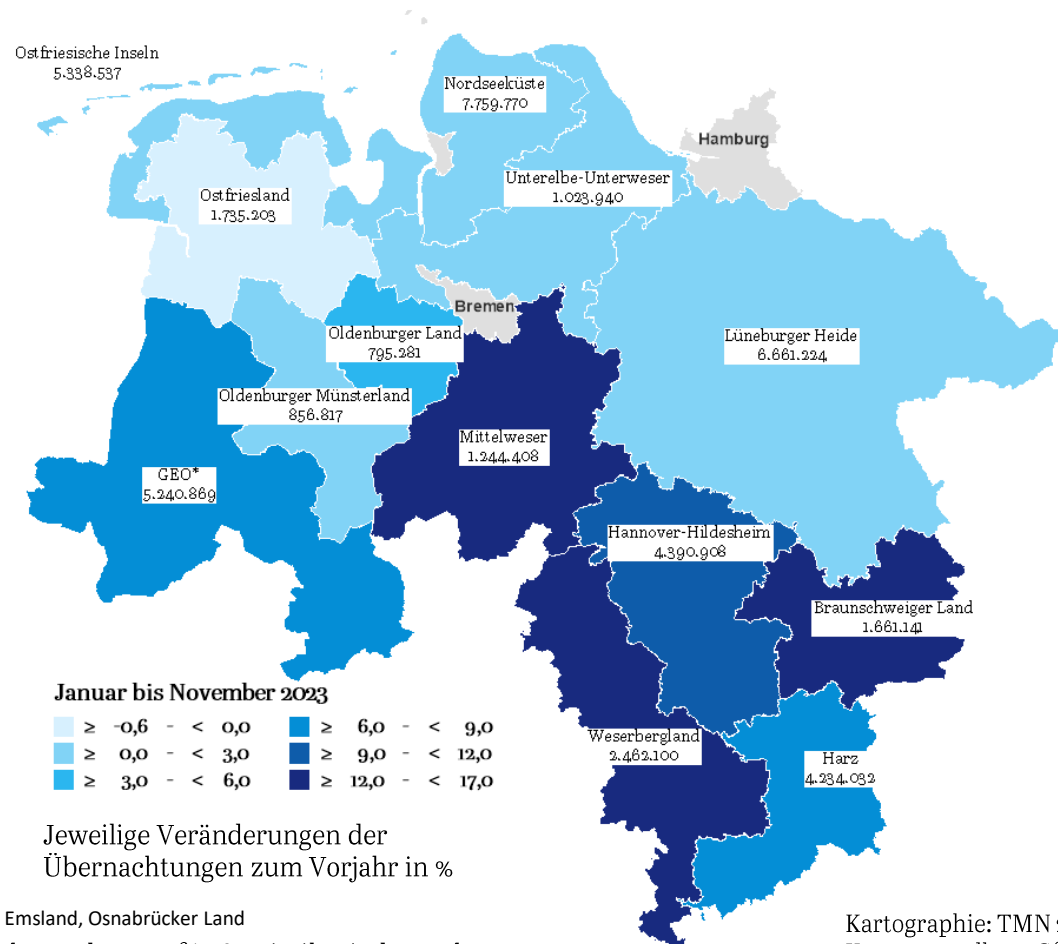 Ostfriesische Inseln
5.338.537
Nordseeküste
7.759.770
Hamburg
Unterelbe-Unterweser
1.023.940
Ostfriesland
1.735.203
Bremen
Oldenburger Land
795.281
Lüneburger Heide
6.661.224
Oldenburger Münsterland
856.817
Mittelweser
1.244.408
GEO*
5.240.869
Hannover-Hildesheim
4.390.908
Braunschweiger Land
1.661.141
Weserbergland
2.462.100
Harz
4.234.032
Januar bis November 2023
≥ -0,6 - < 0,0
≥ 0,0 - < 3,0
≥ 3,0 - < 6,0
≥ 6,0 - < 9,0
≥ 9,0 - < 12,0
≥ 12,0 - < 17,0
Jeweilige Veränderungen der
Übernachtungen zum Vorjahr in %
Emsland, Osnabrücker Land
Kartographie: TMN